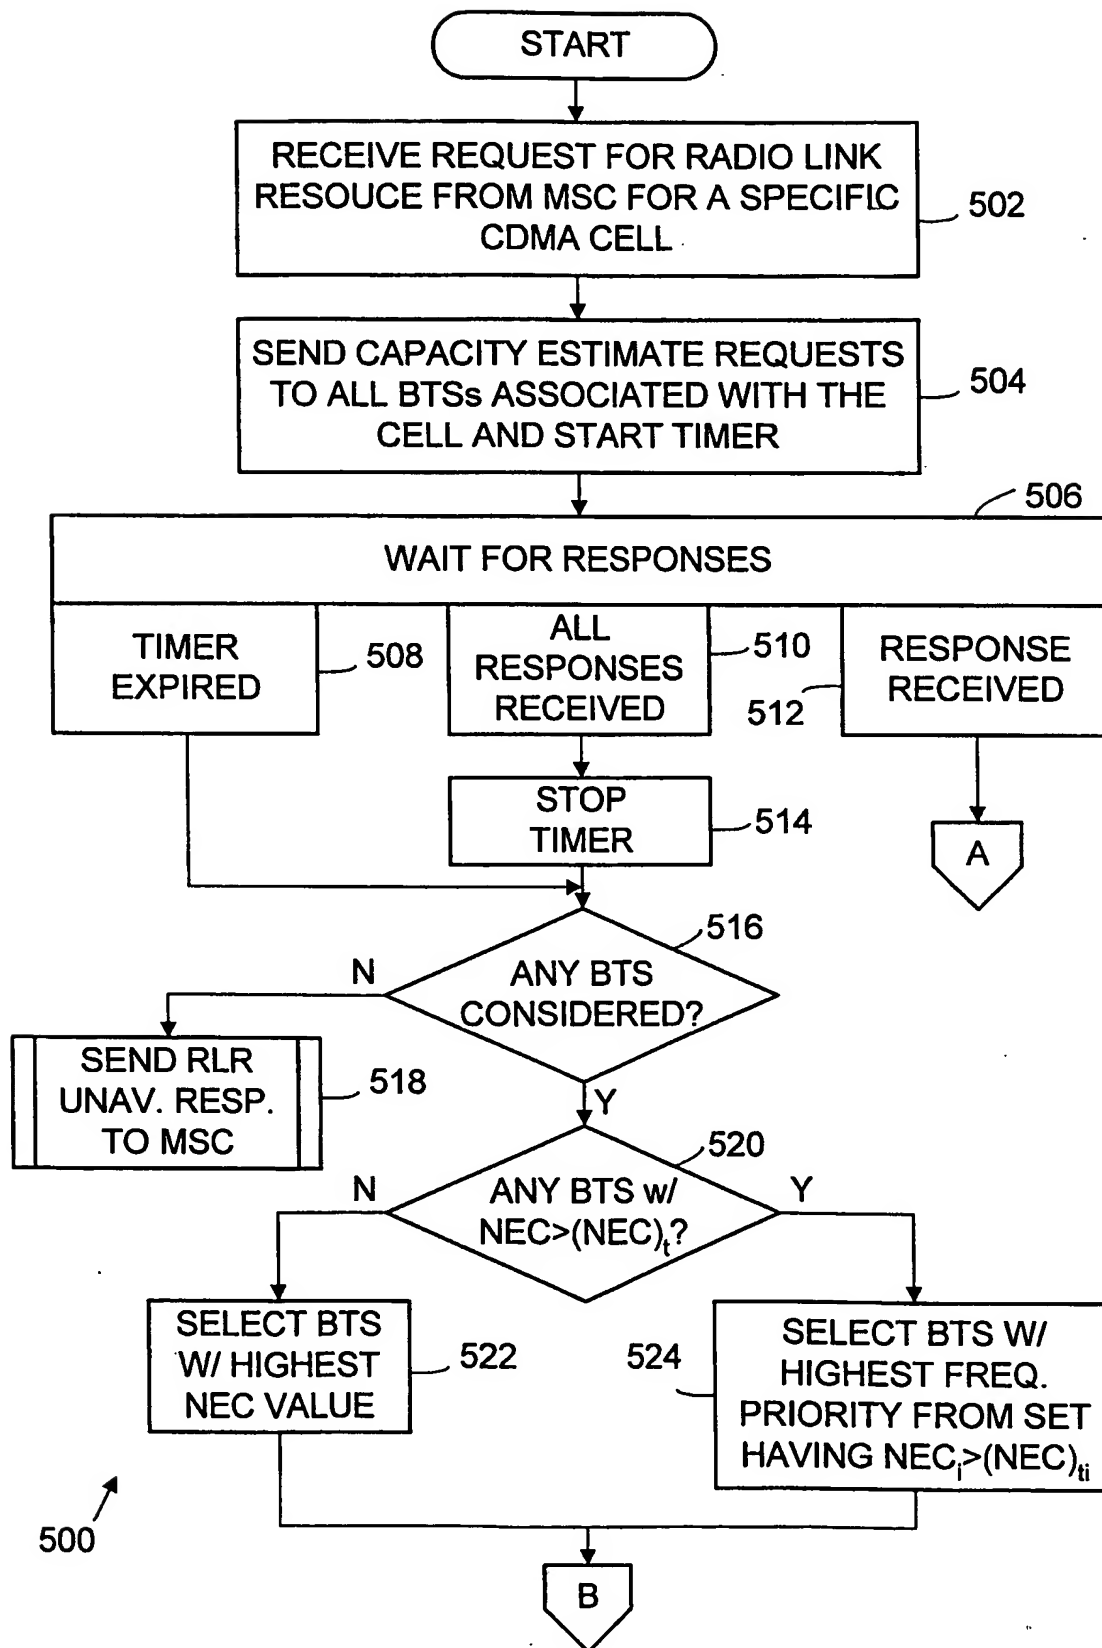 START
RECEIVE REQUEST FOR RADIO LINK
RESOUCE FROM MSC FOR A SPECIFIC
CDMA CELL
502
SEND CAPACITY ESTIMATE REQUESTS
TO ALL BTSs ASSOCIATED WITH THE
CELL AND START TIMER
504
506
WAIT FOR RESPONSES
TIMER
EXPIRED
508
ALL
RESPONSES
RECEIVED
510
512
RESPONSE
RECEIVED
STOP
TIMER
514
A
516
N
ANY BTS
CONSIDERED?
SEND RLR
UNAV. RESP.
TO MSC
518
Y
520
N
ANY BTS w/
NEC>(NEC)t?
Y
SELECT BTS
W/ HIGHEST
NEC VALUE
522
524
SELECT BTS W/
HIGHEST FREQ.
PRIORITY FROM SET
HAVING NECi>(NEC)ti
500
B